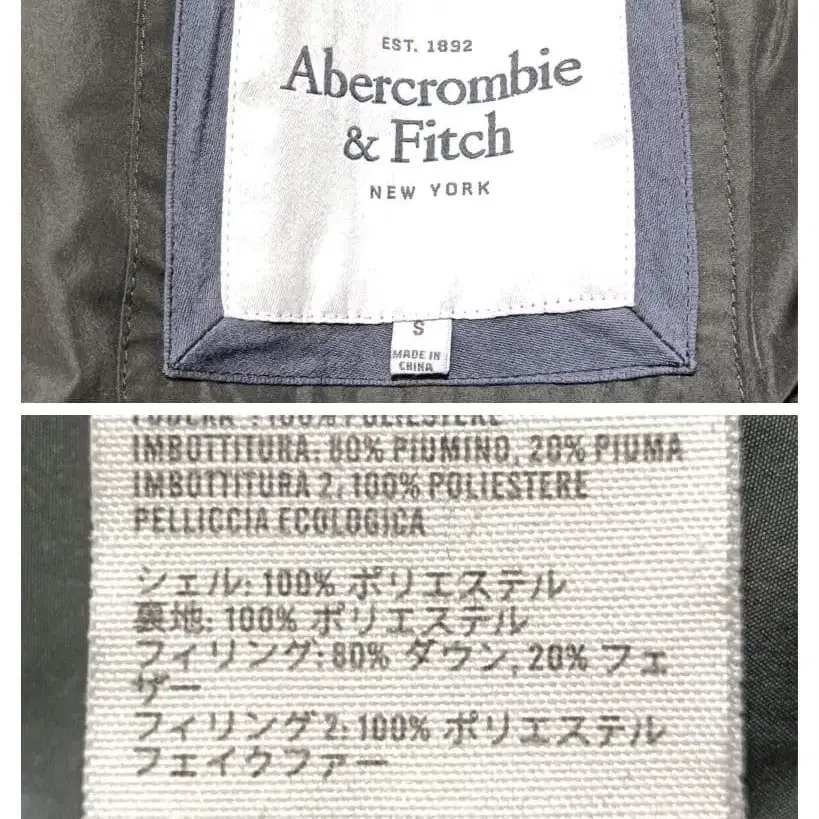 EST. 1892
Abercrombie
& Fitch
NEW YORK
S
MADE IN
CHINA
FODERA : 100% POLIESTERE
IMBOTTITURA: 80% PIUMINO, 20% PIUMA
IMBOTTITURA 2: 100% POLIESTERE
PELLICCIA ECOLOGICA
シェル: 100% ポリエステル
裏地: 100% ポリエステル
フィリング: 80% ダウン, 20% フェ
ザー
フィリング 2: 100% ポリエステル
フェイクファー